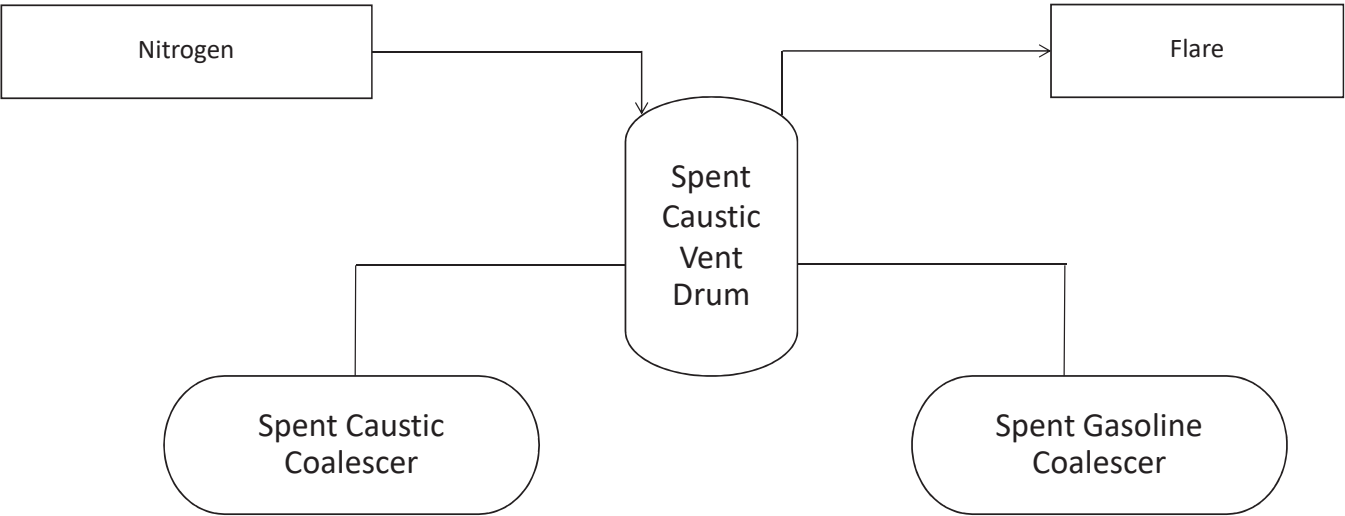 Nitrogen
Flare
Spent
Caustic
Vent
Drum
Spent Caustic
Coalescer
Spent Gasoline
Coalescer